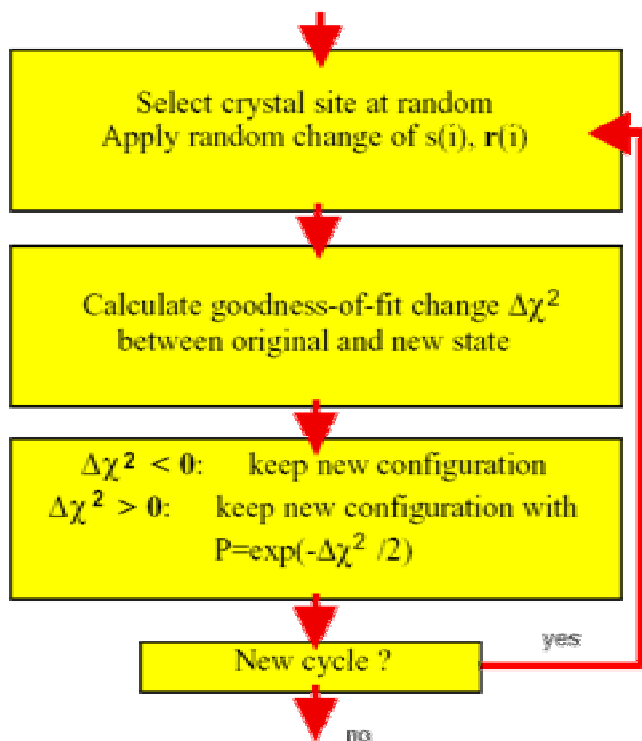 Select crystal site at random
Apply random change of s(i), r(i)
Calculate goodness-of-fit change Δχ²
between original and new state
Δχ² < 0: keep new configuration
Δχ² > 0: keep new configuration with
P=exp(-Δχ² /2)
New cycle ?
yes
no